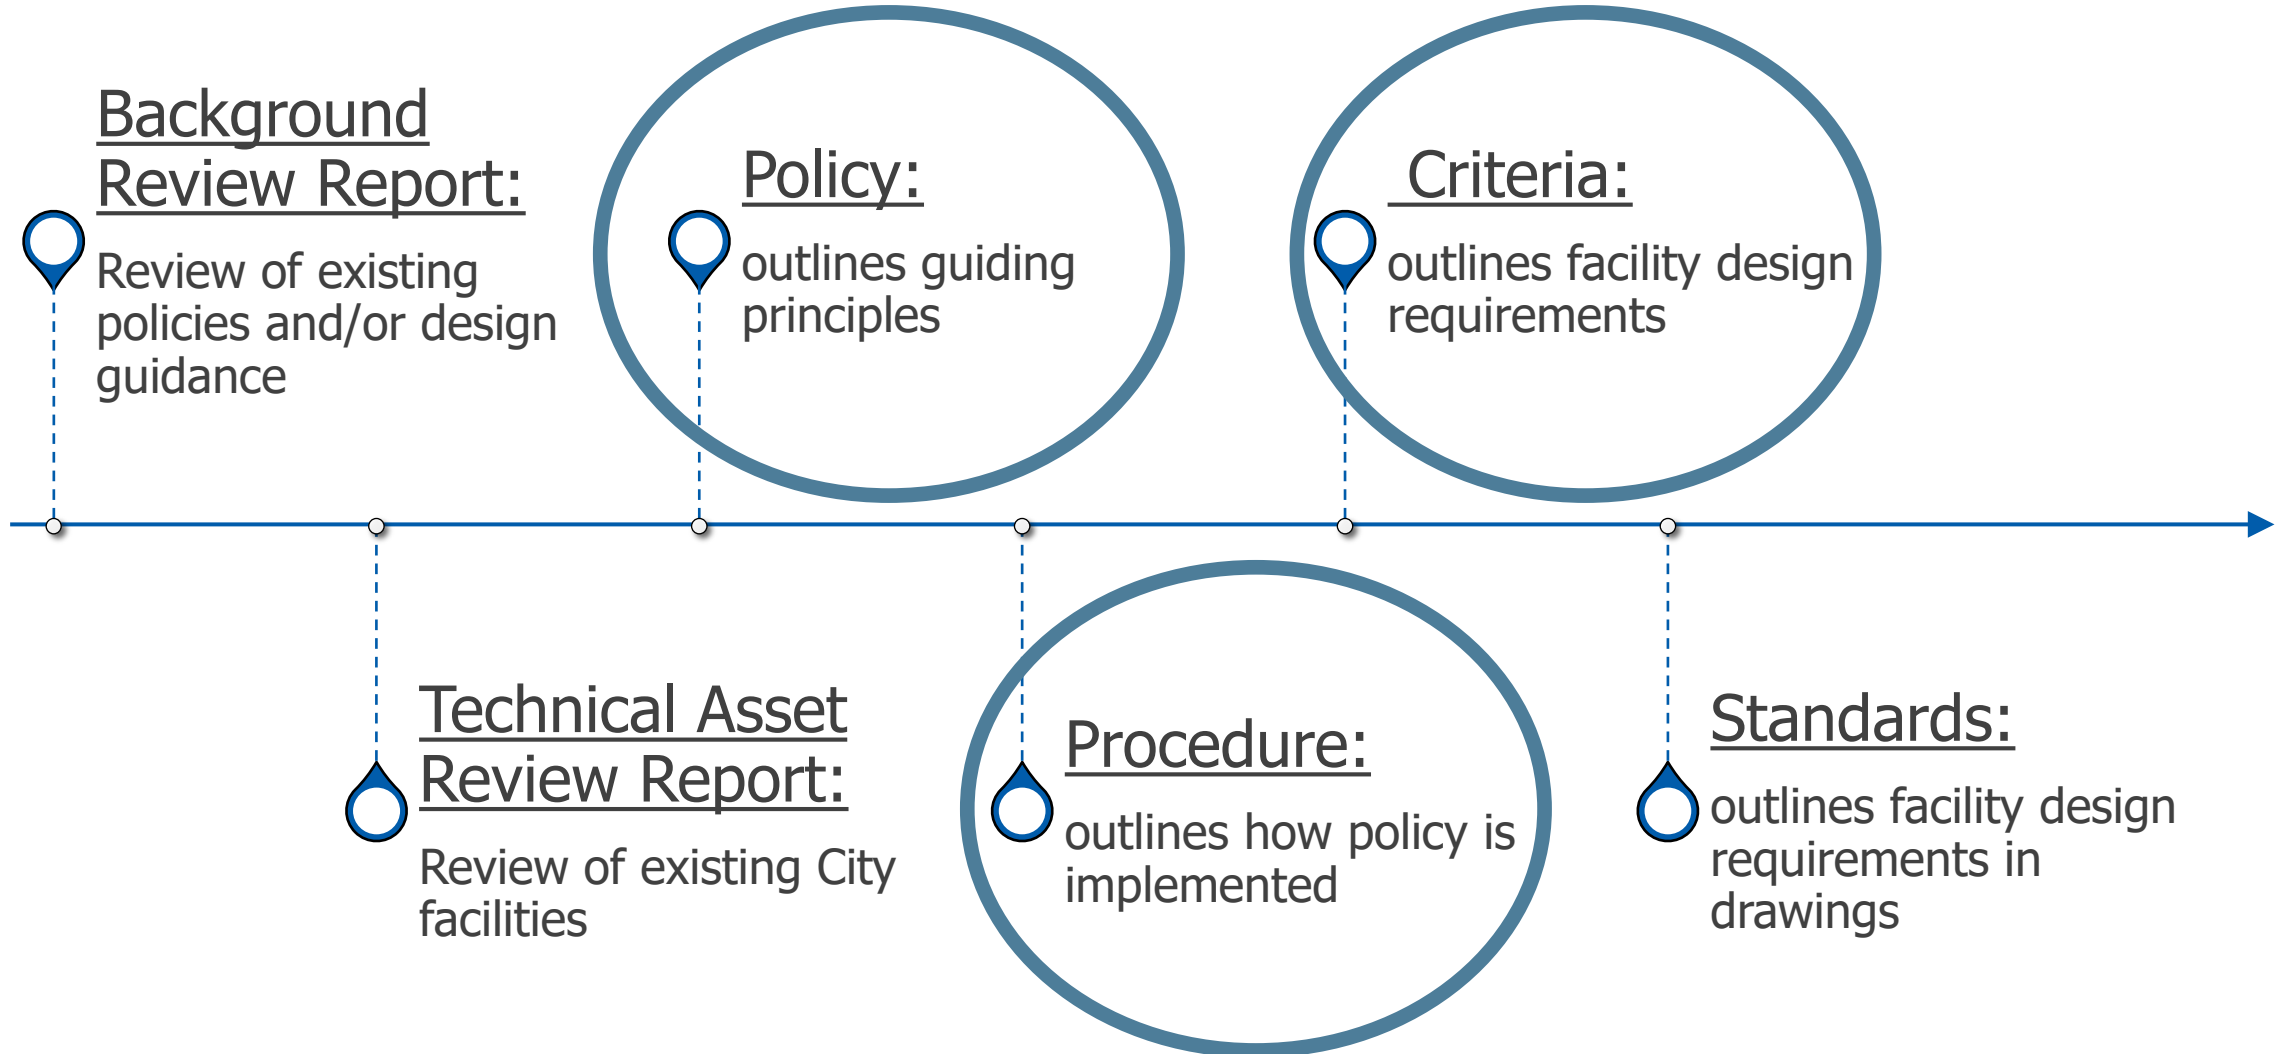 Background
Review Report:
Review of existing
policies and/or design
guidance
Technical Asset
Review Report:
Review of existing City
facilities
Policy:
outlines guiding
principles
Procedure:
outlines how policy is
implemented
Criteria:
outlines facility design
requirements
Standards:
outlines facility design
requirements in
drawings